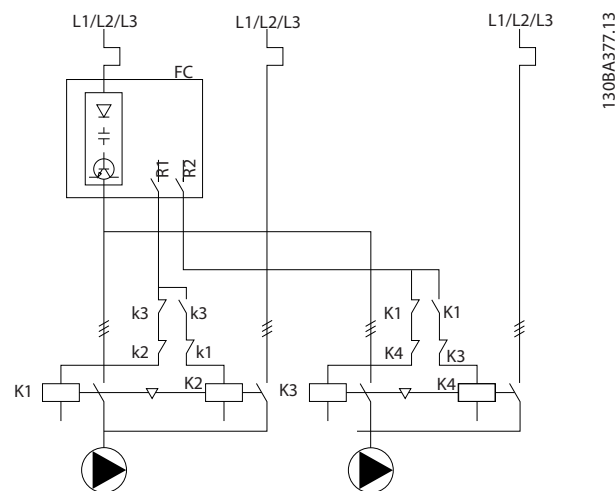 L1/L2/L3
L1/L2/L3
L1/L2/L3
130BA377.13
FC
R1
R2
k3
k3
K1
K1
k2
k1
K4
K3
K1
K2
K3
K4